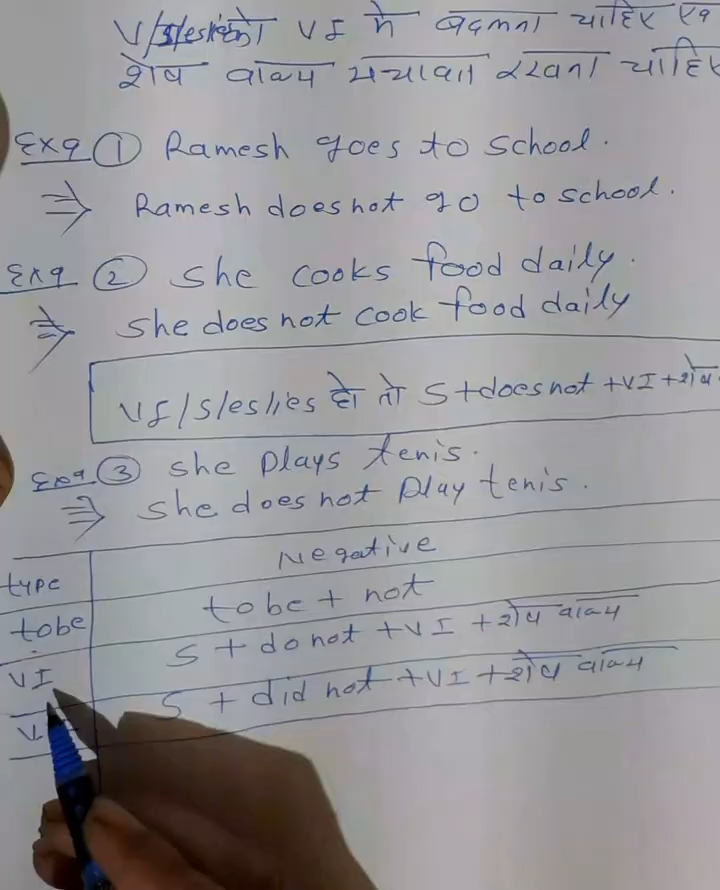 V/s/es/iesको VI मे बदलना चाहिए एव
शेष वाक्य यथावत रखना चाहिए
Exq ① Ramesh goes to school.
⇒ Ramesh does not go to school.
Exq ② She cooks food daily.
⇒ She does not cook food daily
VI/s/es/ies हो तो S+does not +VI+शेष
Exq ③ She Plays tenis.
⇒ She does not Play tenis.
type Negative
tobe tobe + not
VI S + do not + VI + शेष वाक्य
S + did not + VI + शेष वाक्य